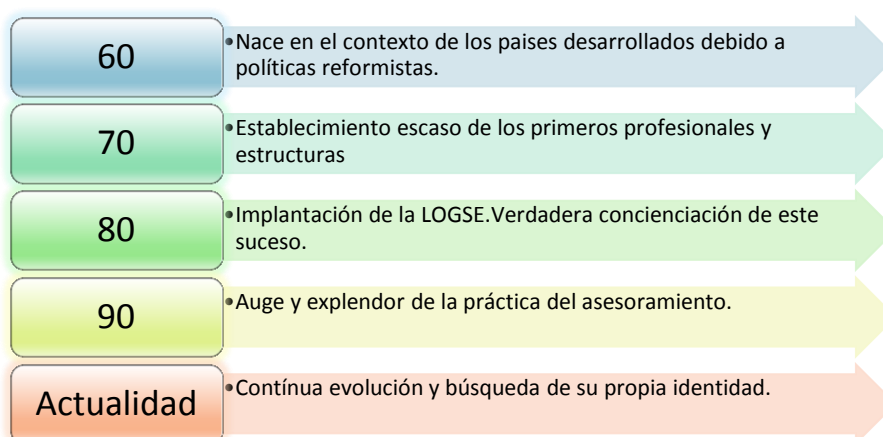 60
•Nace en el contexto de los paises desarrollados debido a
políticas reformistas.
70
•Establecimiento escaso de los primeros profesionales y
estructuras
80
•Implantación de la LOGSE.Verdadera concienciación de este
suceso.
90
•Auge y explendor de la práctica del asesoramiento.
Actualidad
•Contínua evolución y búsqueda de su propia identidad.